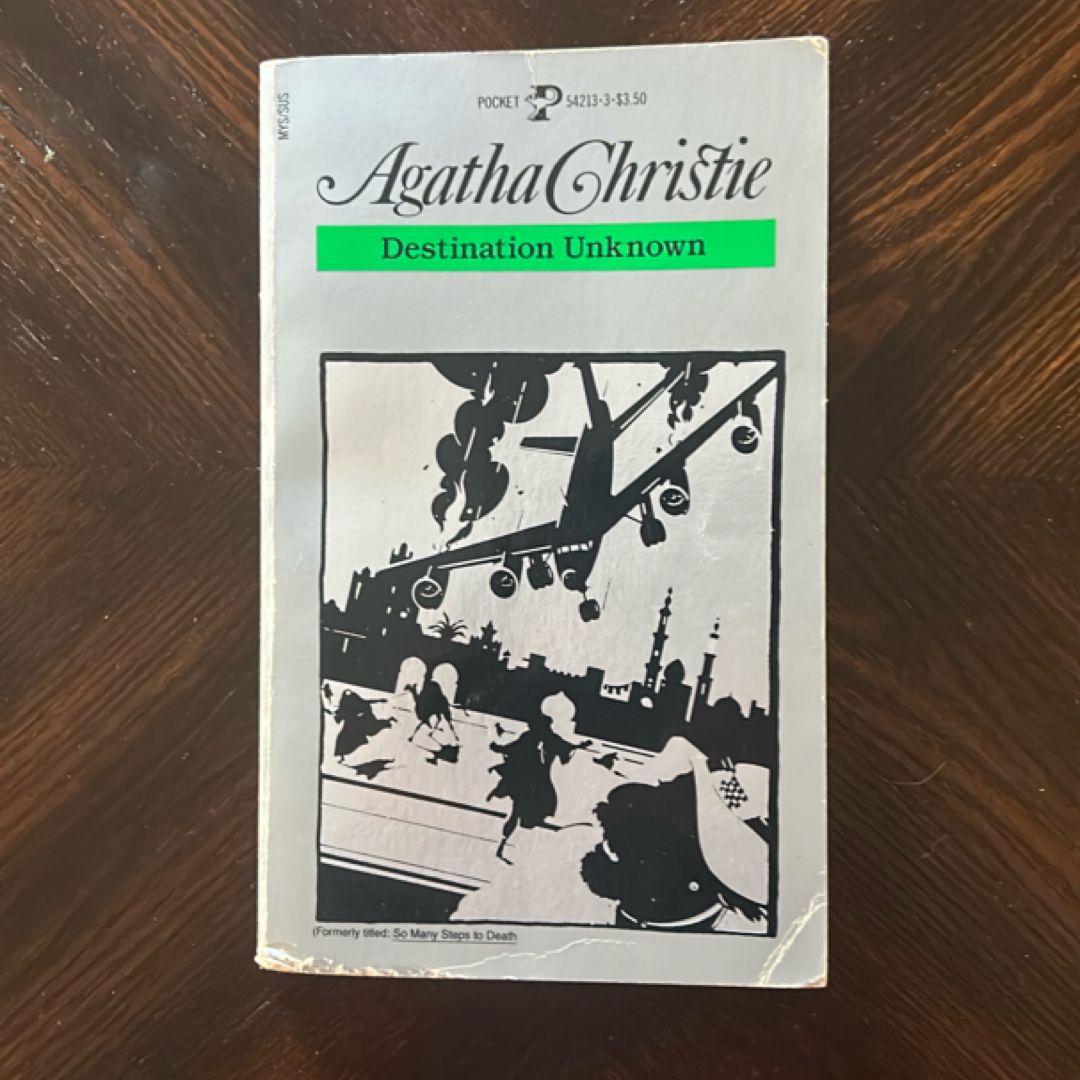 MYS/SUS
POCKET P 54213-3·$3.50
Agatha Christie
Destination Unknown
(Formerly titled: So Many Steps to Death